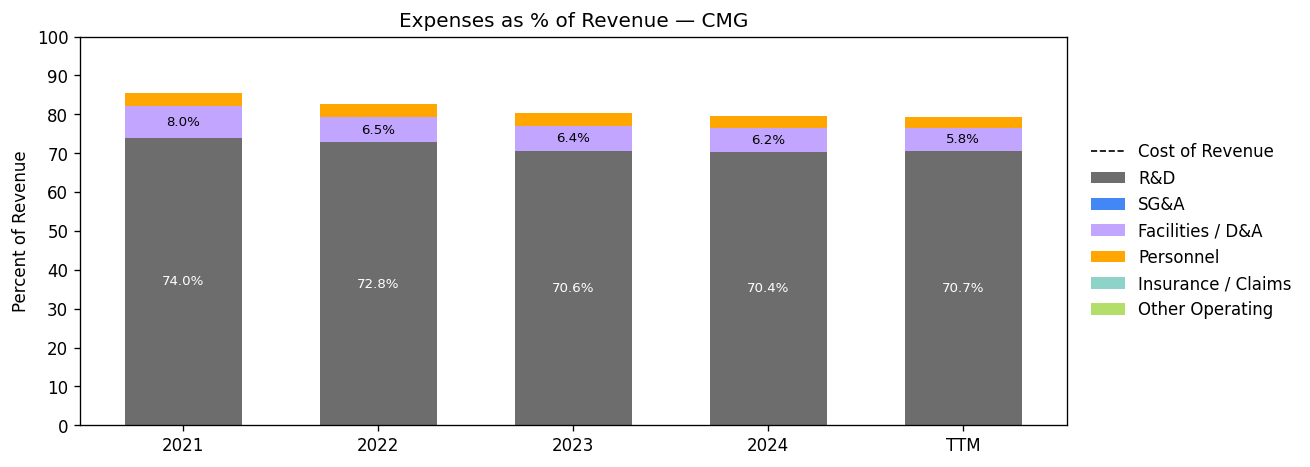 Expenses as % of Revenue — CMG
Percent of Revenue
100
90
80
70
60
50
40
30
20
10
0
8.0%
6.5%
6.4%
6.2%
5.8%
74.0%
72.8%
70.6%
70.4%
70.7%
2021
2022
2023
2024
TTM
Cost of Revenue
R&D
SG&A
Facilities / D&A
Personnel
Insurance / Claims
Other Operating